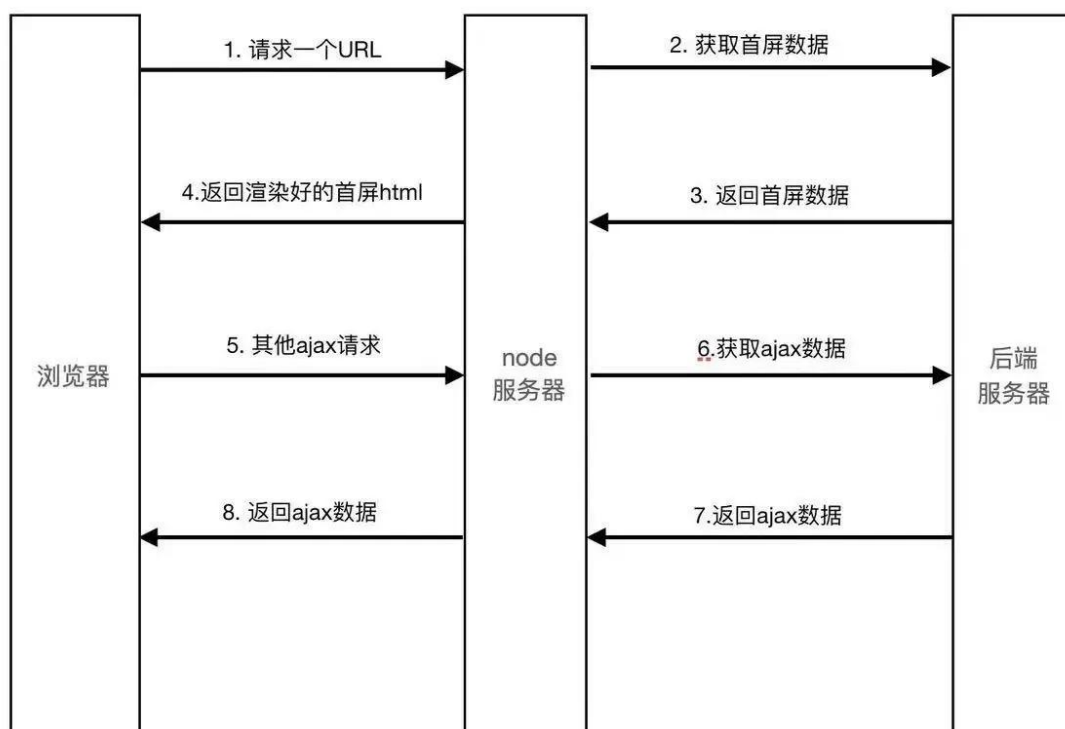 1. 请求一个URL
2. 获取首屏数据
4.返回渲染好的首屏html
3. 返回首屏数据
5. 其他ajax请求
6.获取ajax数据
浏览器
node
服务器
后端
服务器
8. 返回ajax数据
7.返回ajax数据